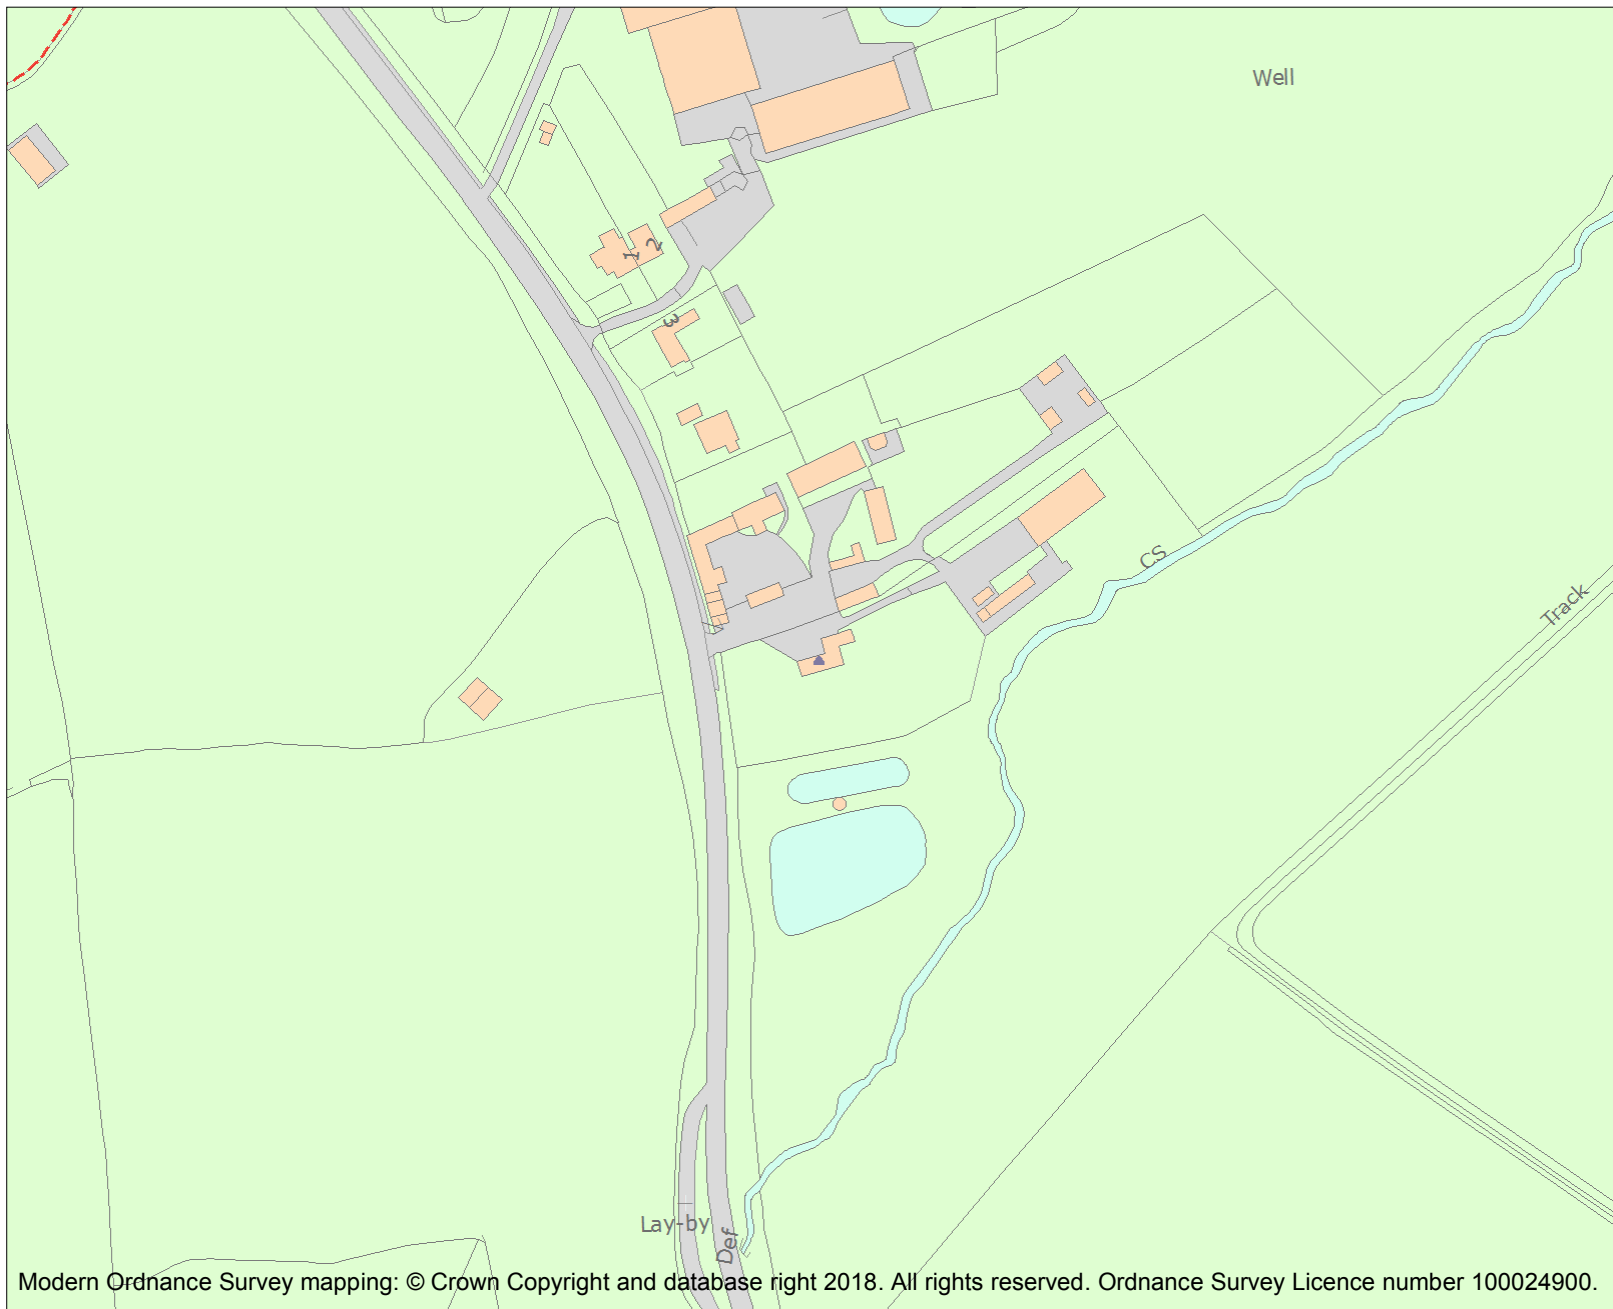 Well
1
2
3
CS
Track
Lay-by
Def
Modern Ordnance Survey mapping: © Crown Copyright and database right 2018. All rights reserved. Ordnance Survey Licence number 100024900.